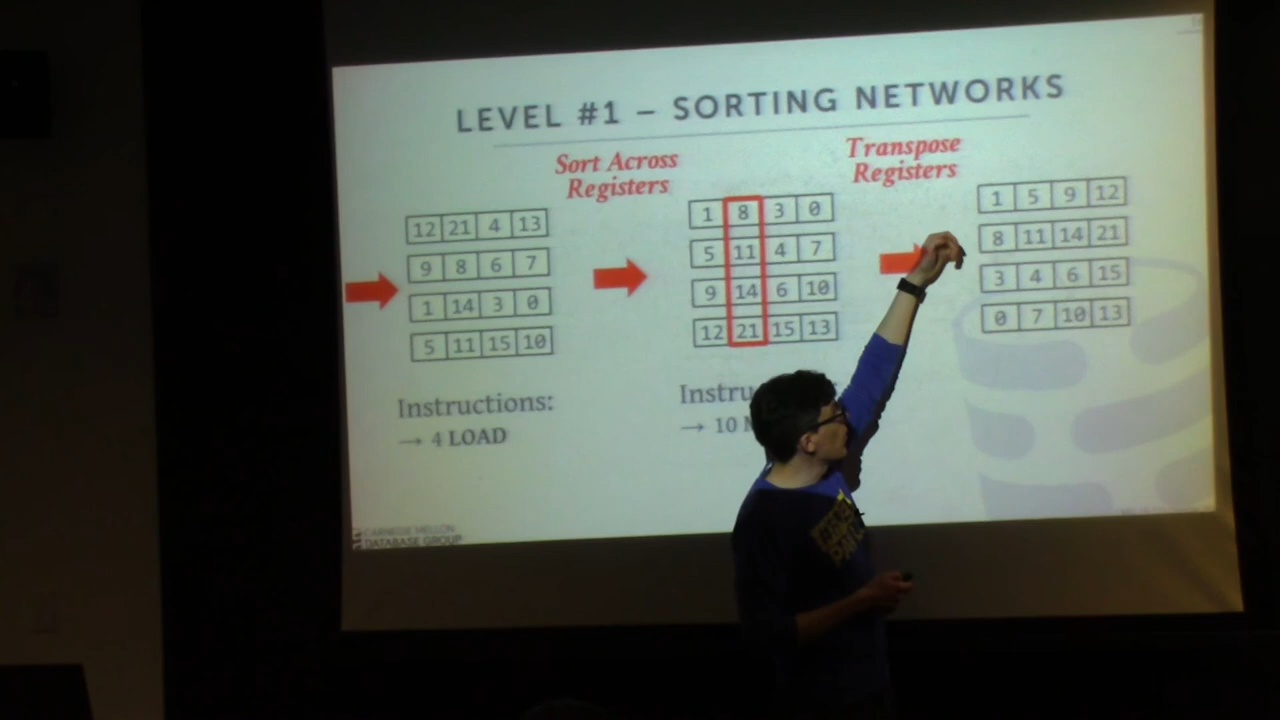 LEVEL #1 – SORTING NETWORKS
Sort Across
Registers
Transpose
Registers
12 21 4 13
9 8 6 7
1 14 3 0
5 11 15 10
1 8 3 0
5 11 4 7
9 14 6 10
12 21 15 13
1 5 9 12
8 11 14 21
3 4 6 15
0 7 10 13
Instructions:
→ 4 LOAD
→ 10
CARNEGIE MELLON
DATABASE GROUP